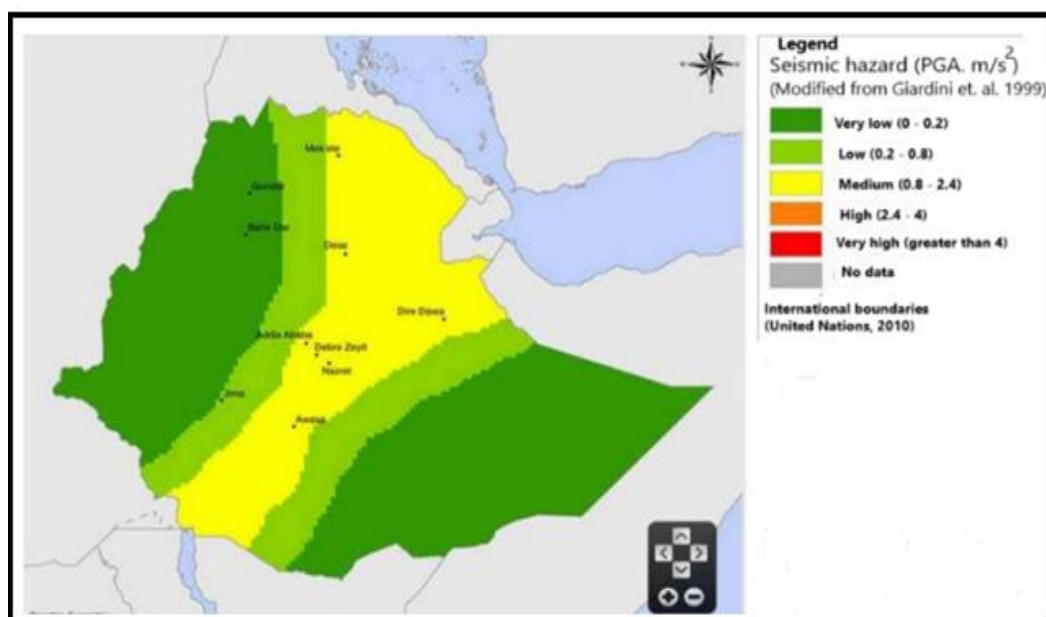 Mekele
Gondar
Bahir Dar
Dese
Dire Dawa
Addis Ababa
Debre Zeyit
Nazret
Jima
Awasa
Legend
Seismic hazard (PGA. m/s²)
(Modified from Giardini et. al. 1999)
Very low (0 - 0.2)
Low (0.2 - 0.8)
Medium (0.8 - 2.4)
High (2.4 - 4)
Very high (greater than 4)
No data
International boundaries
(United Nations, 2010)